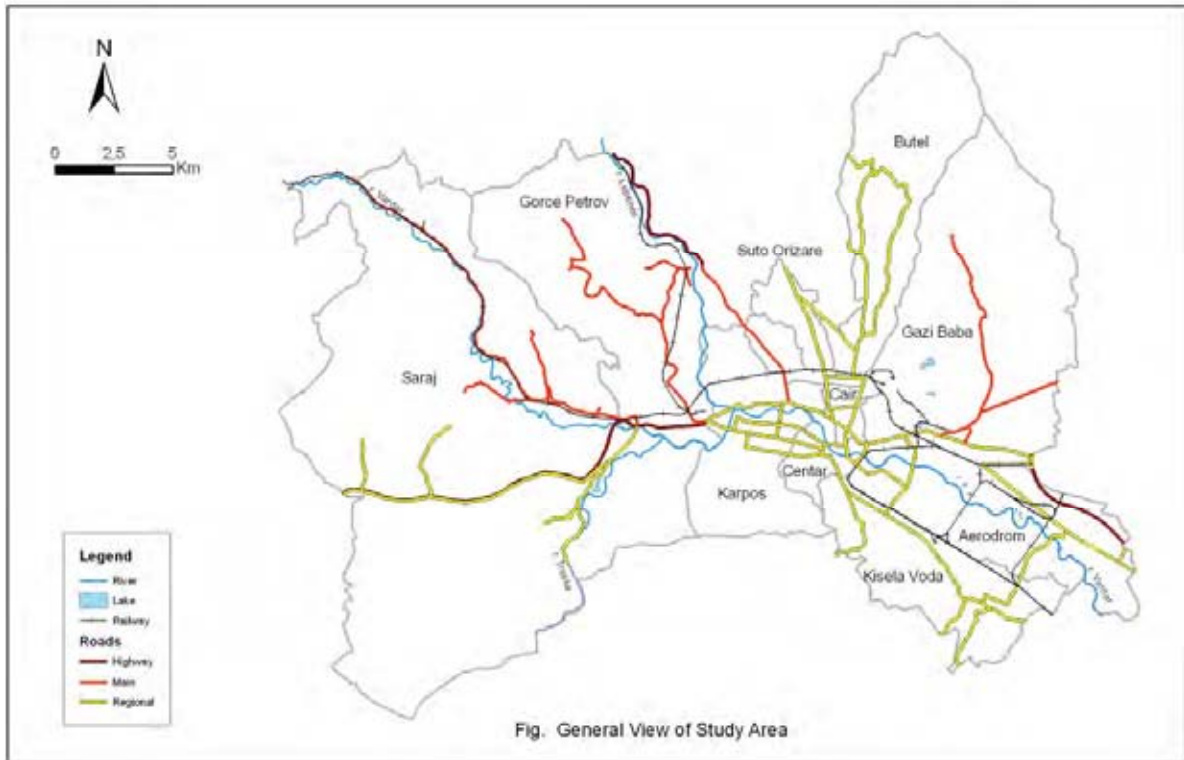 N
0 2.5 5
Km
Butel
Gorce Petrov
Suto Orizare
Gazi Baba
Saraj
Cair
Centar
Karpos
Aerodrom
Kisela Voda
r. Vardar
Legend
River
Lake
Railway
Roads
Highway
Main
Regional
Fig. General View of Study Area